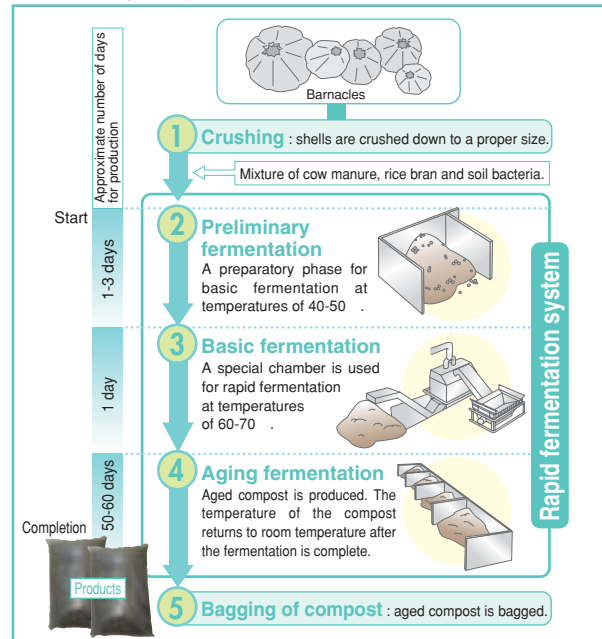 Barnacles
Approximate number of days
for production
1 Crushing : shells are crushed down to a proper size.
Mixture of cow manure, rice bran and soil bacteria.
Start
1-3 days
2 Preliminary
fermentation
A preparatory phase for
basic fermentation at
temperatures of 40-50 .
Rapid fermentation system
1 day
3 Basic fermentation
A special chamber is used
for rapid fermentation
at temperatures
of 60-70 .
50-60 days
4 Aging fermentation
Aged compost is produced. The
temperature of the compost
returns to room temperature after
the fermentation is complete.
Completion
Products
5 Bagging of compost : aged compost is bagged.